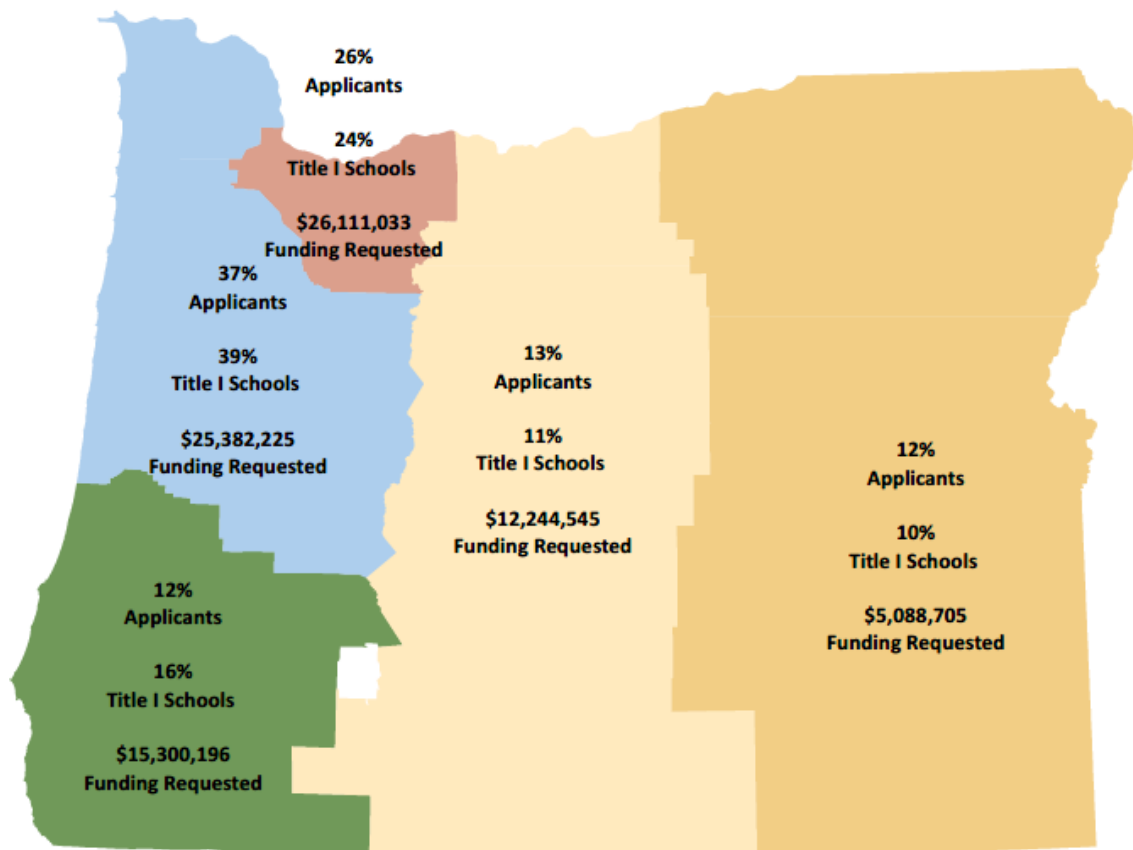 26%
Applicants
24%
Title I Schools
$26,111,033
Funding Requested
37%
Applicants
39%
Title I Schools
$25,382,225
Funding Requested
13%
Applicants
11%
Title I Schools
$12,244,545
Funding Requested
12%
Applicants
10%
Title I Schools
$5,088,705
Funding Requested
12%
Applicants
16%
Title I Schools
$15,300,196
Funding Requested